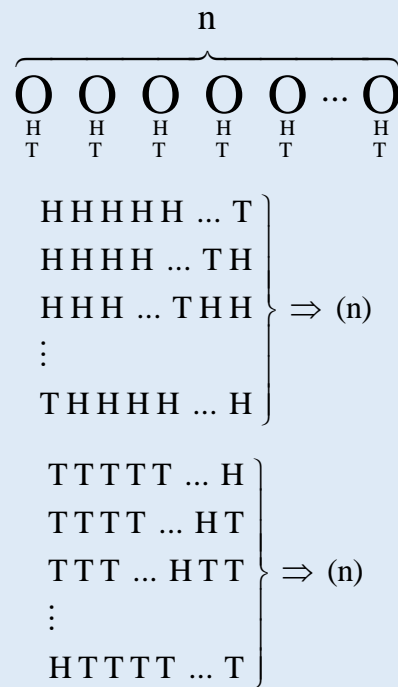 n
O O O O O ... O
H H H H H H
T T T T T T
H H H H H ... T
H H H H ... T H
H H H ... T H H
⋮
T H H H H ... H
⇒ (n)
T T T T T ... H
T T T T ... H T
T T T ... H T T
⋮
H T T T T ... T
⇒ (n)